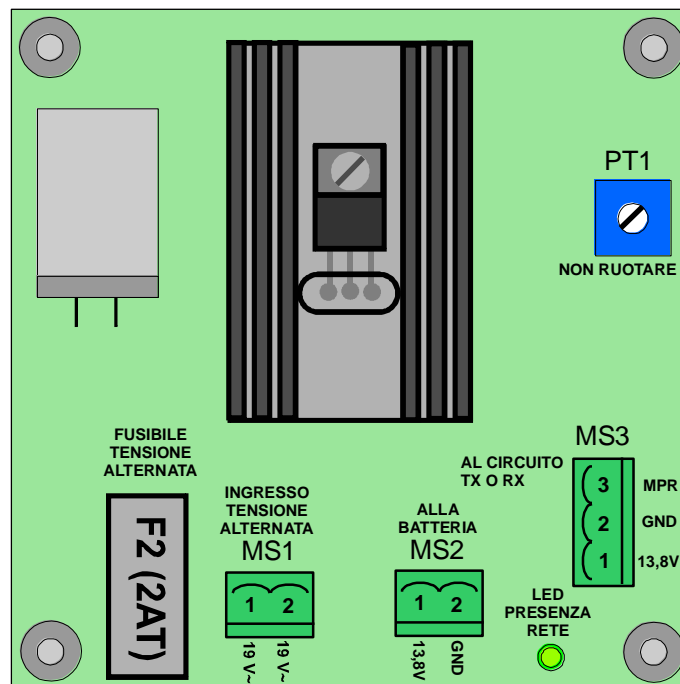 PT1
NON RUOTARE
FUSIBILE
TENSIONE
ALTERNATA
F2 (2AT)
INGRESSO
TENSIONE
ALTERNATA
MS1
1 2
19 V~ 19 V~
ALLA
BATTERIA
MS2
1 2
13,8V GND
AL CIRCUITO
TX O RX
MS3
3 MPR
2 GND
1 13,8V
LED
PRESENZA
RETE